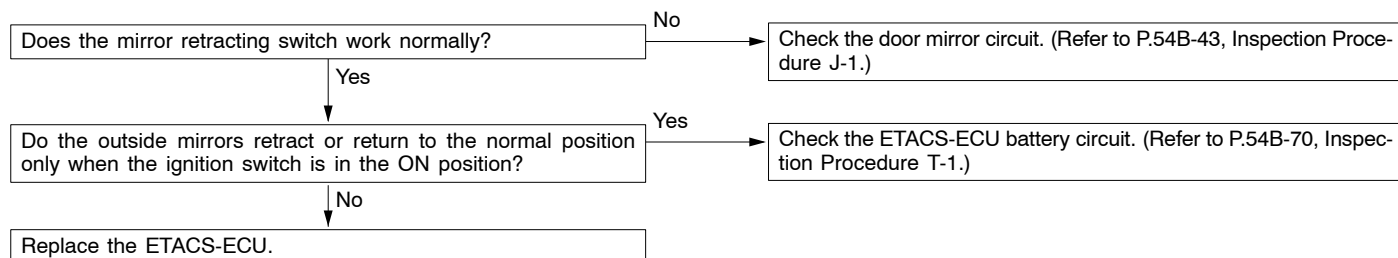 Does the mirror retracting switch work normally?
No
Check the door mirror circuit. (Refer to P.54B-43, Inspection Proce-
dure J-1.)
Yes
Do the outside mirrors retract or return to the normal position
only when the ignition switch is in the ON position?
Yes
Check the ETACS-ECU battery circuit. (Refer to P.54B-70, Inspec-
tion Procedure T-1.)
No
Replace the ETACS-ECU.